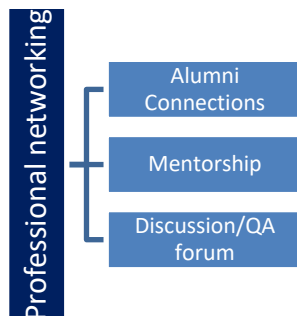 Professional networking
Alumni
Connections
Mentorship
Discussion/QA
forum